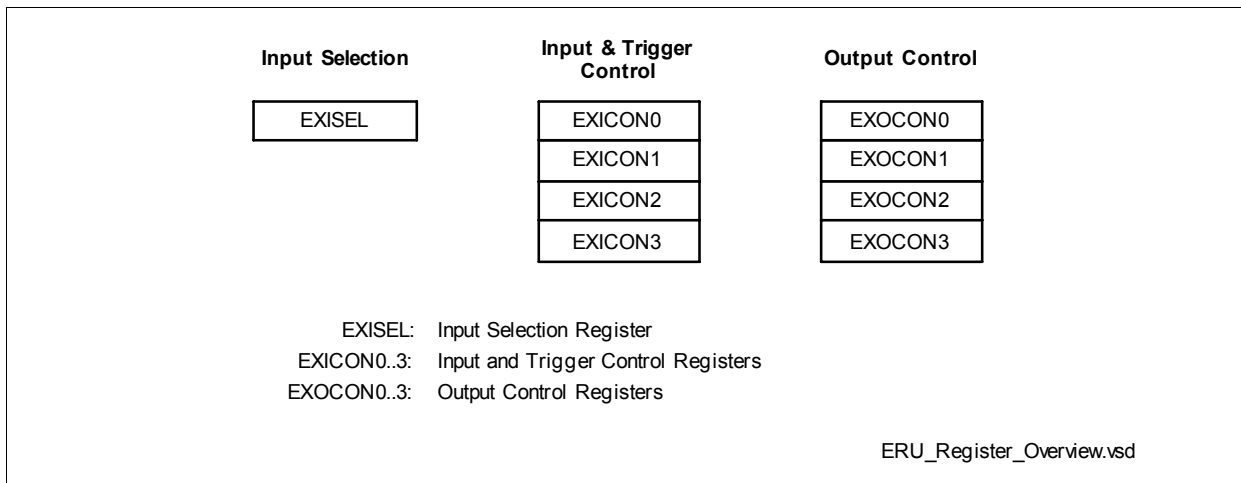 Input Selection
EXISEL
Input & Trigger
Control
EXICON0
EXICON1
EXICON2
EXICON3
Output Control
EXOCON0
EXOCON1
EXOCON2
EXOCON3
EXISEL: Input Selection Register
EXICON0..3: Input and Trigger Control Registers
EXOCON0..3: Output Control Registers
ERU_Register_Overview.vsd